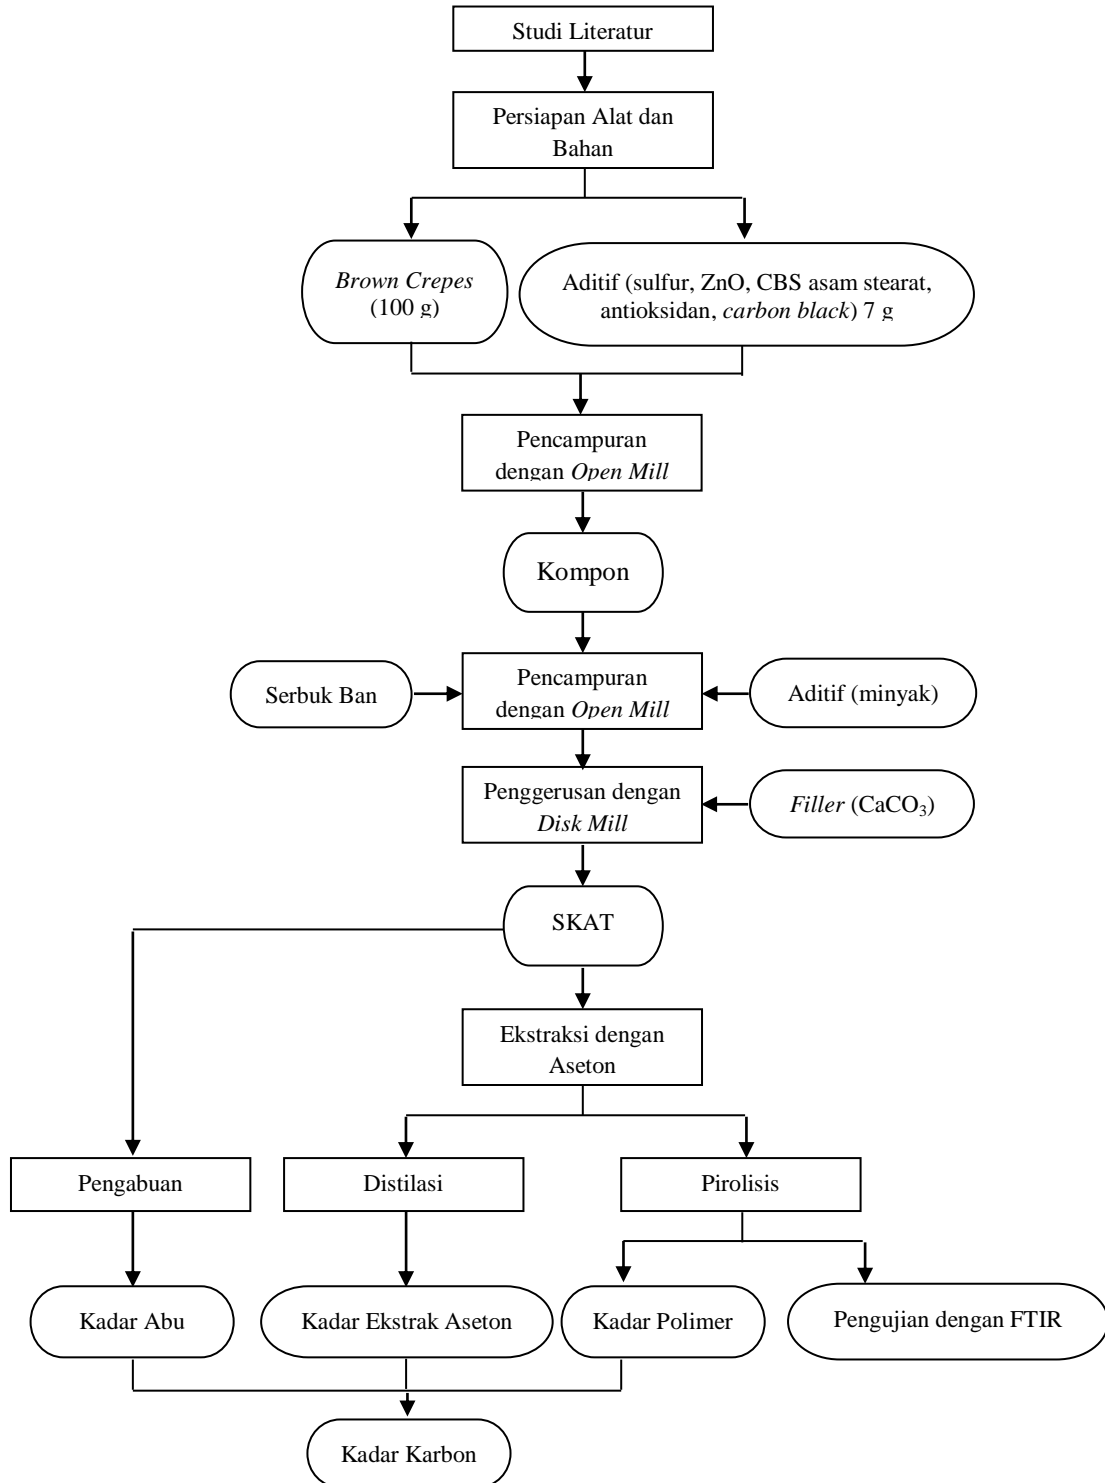 Studi Literatur
Persiapan Alat dan
Bahan
Brown Crepes
(100 g)
Aditif (sulfur, ZnO, CBS asam stearat,
antioksidan, carbon black) 7 g
Pencampuran
dengan Open Mill
Kompon
Serbuk Ban
Pencampuran
dengan Open Mill
Aditif (minyak)
Penggerusan dengan
Disk Mill
Filler (CaCO₃)
SKAT
Ekstraksi dengan
Aseton
Pengabuan
Distilasi
Pirolisis
Kadar Abu
Kadar Ekstrak Aseton
Kadar Polimer
Pengujian dengan FTIR
Kadar Karbon